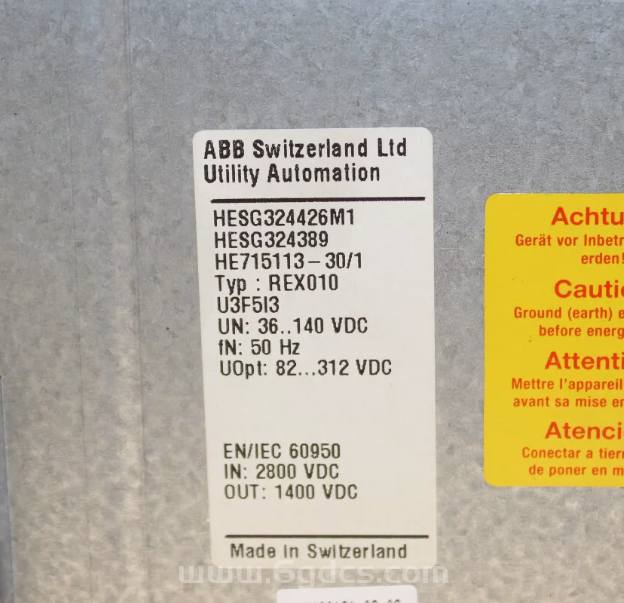 ABB Switzerland Ltd
Utility Automation
HESG324426M1
HESG324389
HE715113-30/1
Typ : REX010
U3F5I3
UN: 36..140 VDC
fN: 50 Hz
UOpt: 82...312 VDC
EN/IEC 60950
IN: 2800 VDC
OUT: 1400 VDC
Made in Switzerland
Achtu
Gerät vor Inbetr
erden!
Cauti
Ground (earth) e
before energ
Attenti
Mettre l'appareil
avant sa mise en
Atenci
Conectar a tierr
de poner en m
www.6gdcs.com